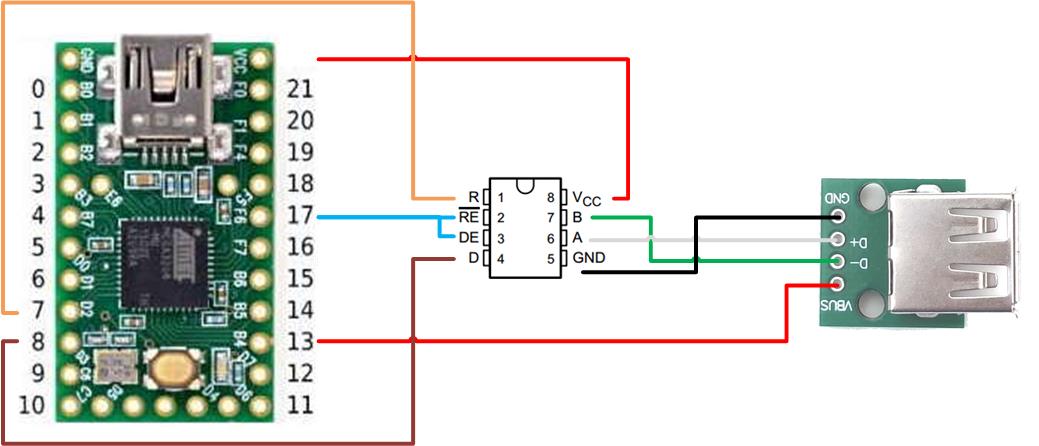 GND
VCC
0
B0
F0
21
1
B1
F1
20
2
B2
F4
19
3
B3
E6
F5
18
4
B7
F6
17
5
D0
F7
16
6
D1
B6
15
7
D2
B5
14
8
D3
B4
13
9
C6
D7
12
10
C7
D5
D4
D6
11
R 1
8 VCC
RE 2
7 B
DE 3
6 A
D 4
5 GND
GND
D+
D-
VBUS